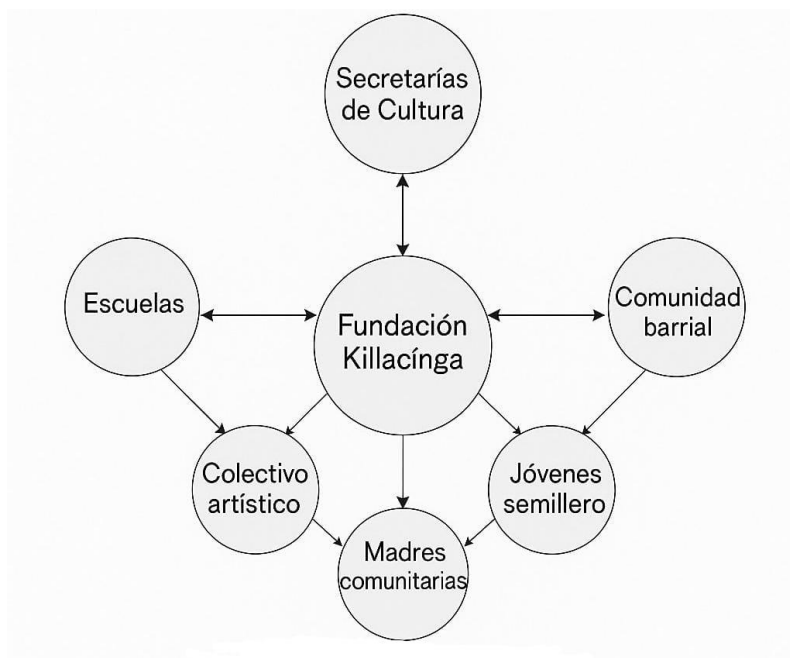 Secretarías
de Cultura
Escuelas
Fundación
Killacínga
Comunidad
barrial
Colectivo
artístico
Jóvenes
semillero
Madres
comunitarias